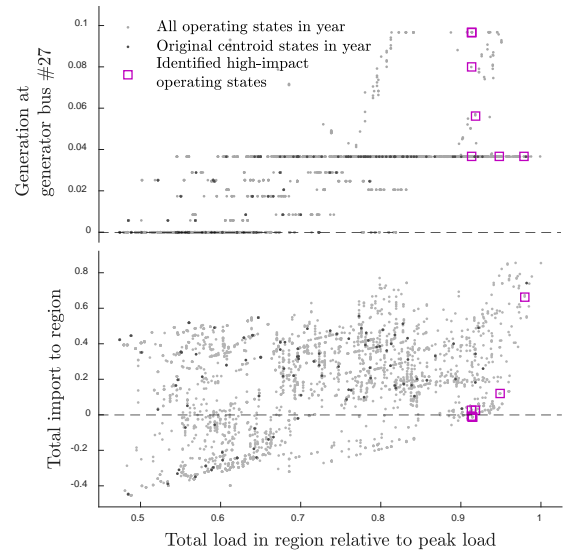 All operating states in year
Original centroid states in year
Identified high-impact
operating states
Generation at
generator bus #27
0.1
0.08
0.06
0.04
0.02
0
Total import to region
0.8
0.6
0.4
0.2
0
-0.2
-0.4
0.5
0.6
0.7
0.8
0.9
1
Total load in region relative to peak load